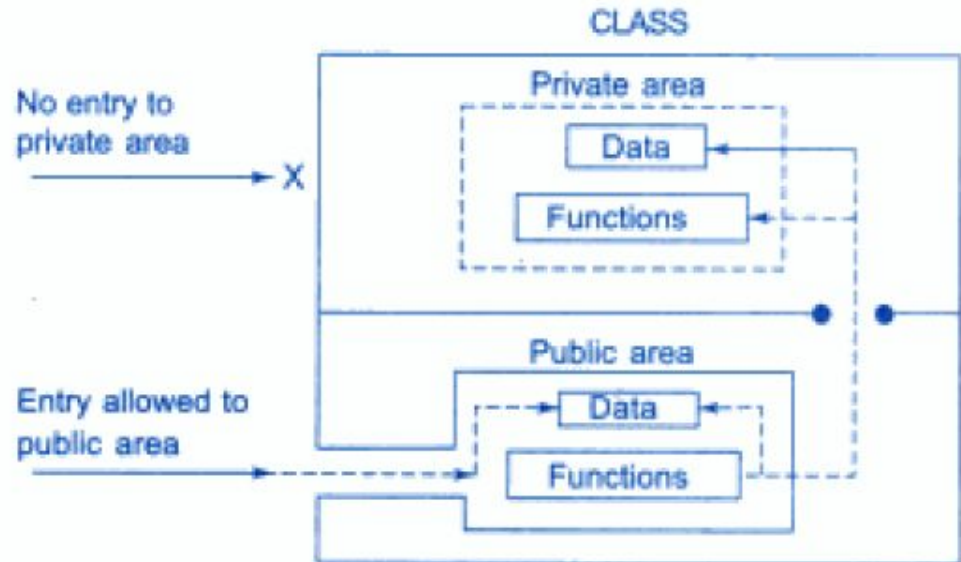 CLASS
Private area
No entry to
private area
X
Data
Functions
Public area
Entry allowed to
public area
Data
Functions